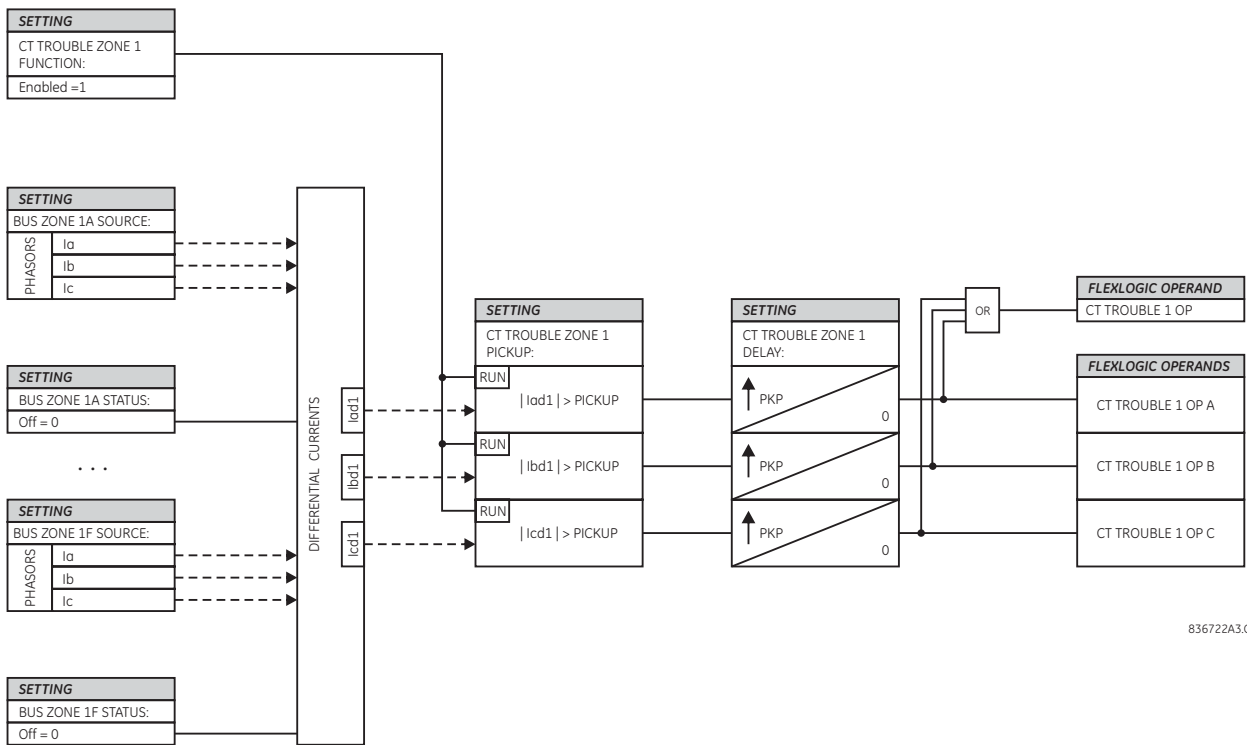 SETTING
CT TROUBLE ZONE 1
FUNCTION:
Enabled =1
SETTING
BUS ZONE 1A SOURCE:
PHASORS
Ia
Ib
Ic
SETTING
BUS ZONE 1A STATUS:
Off = 0
. . .
SETTING
BUS ZONE 1F SOURCE:
PHASORS
Ia
Ib
Ic
SETTING
BUS ZONE 1F STATUS:
Off = 0
DIFFERENTIAL CURRENTS
Iad1
Ibd1
Icd1
SETTING
CT TROUBLE ZONE 1
PICKUP:
RUN
| Iad1 | > PICKUP
RUN
| Ibd1 | > PICKUP
RUN
| Icd1 | > PICKUP
SETTING
CT TROUBLE ZONE 1
DELAY:
PKP
0
PKP
0
PKP
0
OR
FLEXLOGIC OPERAND
CT TROUBLE 1 OP
FLEXLOGIC OPERANDS
CT TROUBLE 1 OP A
CT TROUBLE 1 OP B
CT TROUBLE 1 OP C